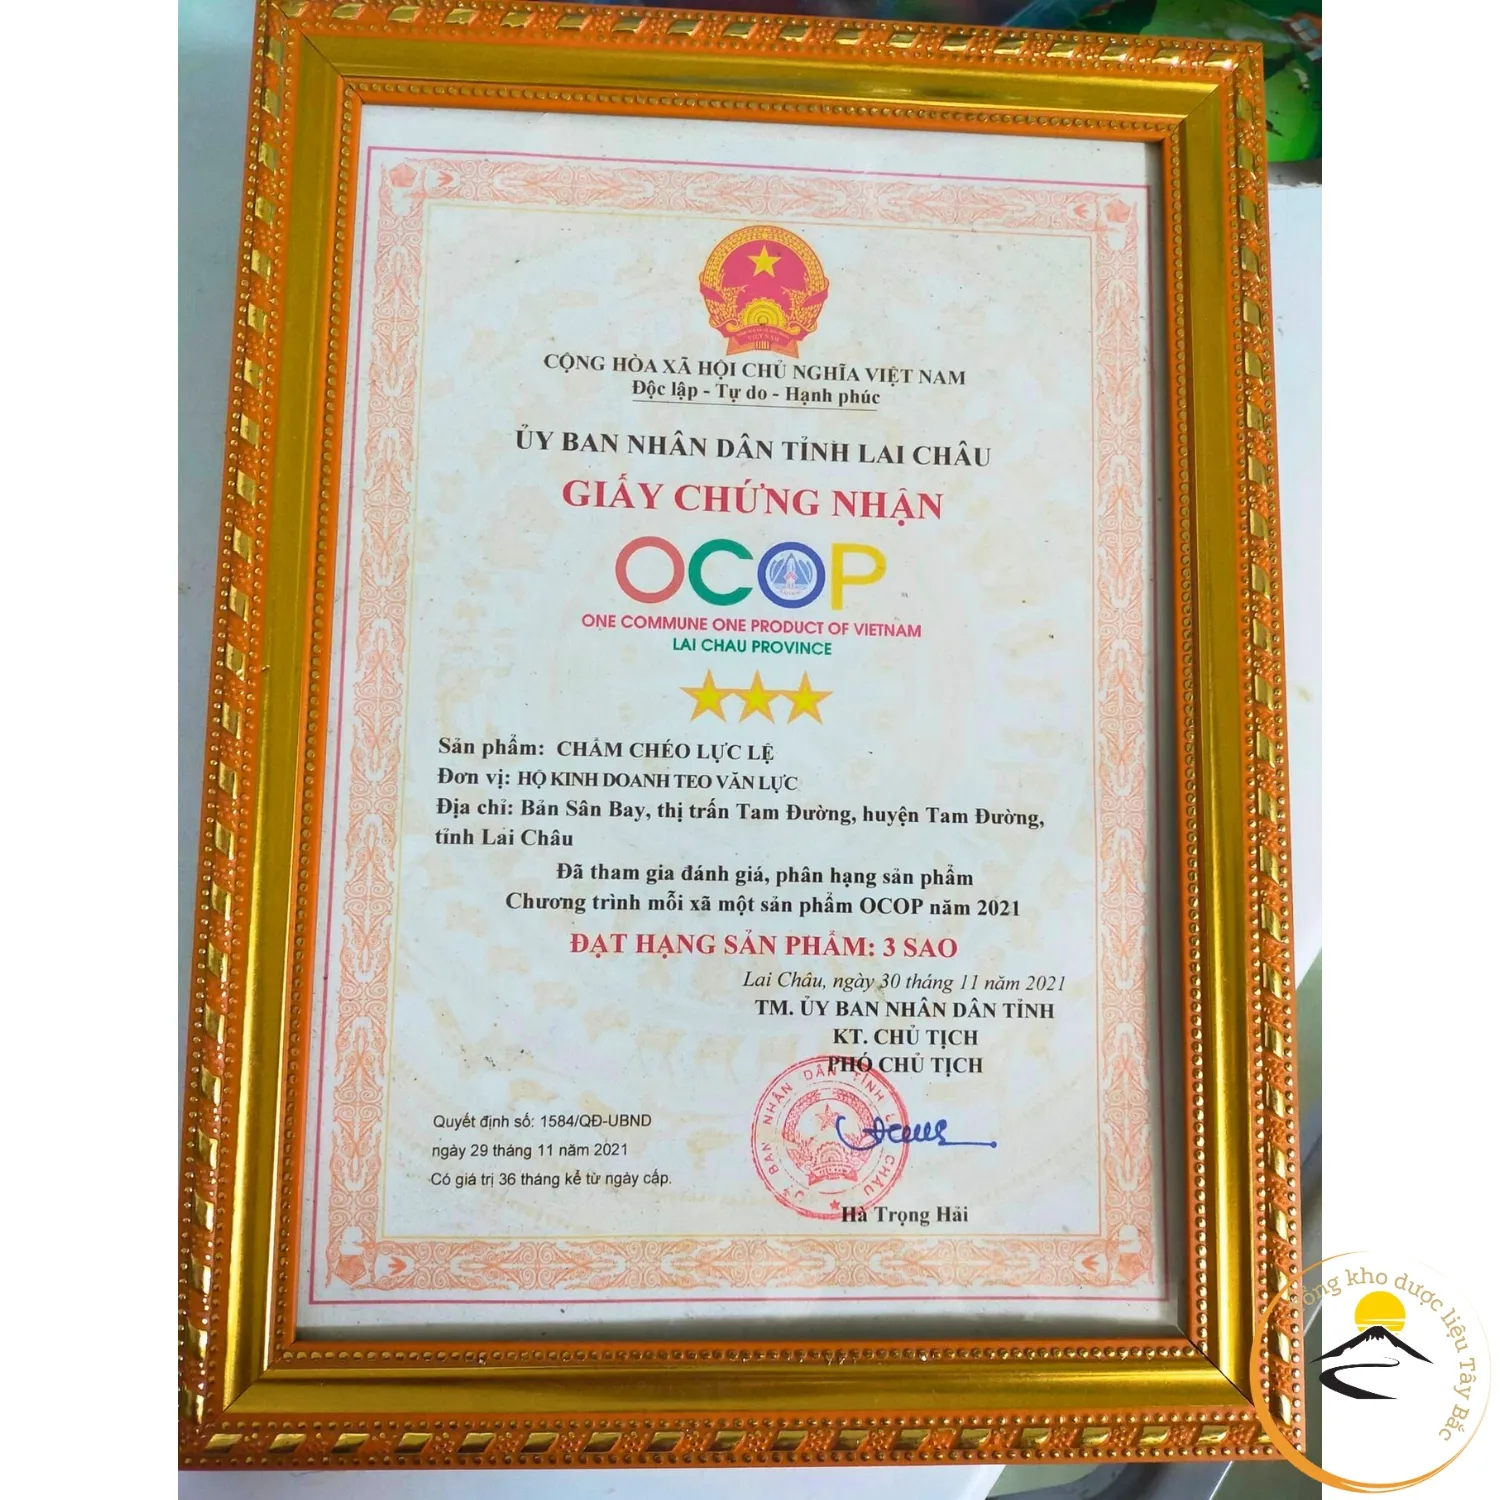 CỘNG HÒA XÃ HỘI CHỦ NGHĨA VIỆT NAM
Độc lập - Tự do - Hạnh phúc
ỦY BAN NHÂN DÂN TỈNH LAI CHÂU
GIẤY CHỨNG NHẬN
OCOP
ONE COMMUNE ONE PRODUCT OF VIETNAM
LAI CHAU PROVINCE
Sản phẩm: CHẨM CHÉO LỰC LỆ
Đơn vị: HỘ KINH DOANH TEO VĂN LỰC
Địa chỉ: Bản Sân Bay, thị trấn Tam Đường, huyện Tam Đường,
tỉnh Lai Châu
Đã tham gia đánh giá, phân hạng sản phẩm
Chương trình mỗi xã một sản phẩm OCOP năm 2021
ĐẠT HẠNG SẢN PHẨM: 3 SAO
Lai Châu, ngày 30 tháng 11 năm 2021
TM. ỦY BAN NHÂN DÂN TỈNH
KT. CHỦ TỊCH
PHÓ CHỦ TỊCH
Quyết định số: 1584/QĐ-UBND
ngày 29 tháng 11 năm 2021
Có giá trị 36 tháng kể từ ngày cấp.
Hà Trọng Hải
kho dược liệu Tây Bắc